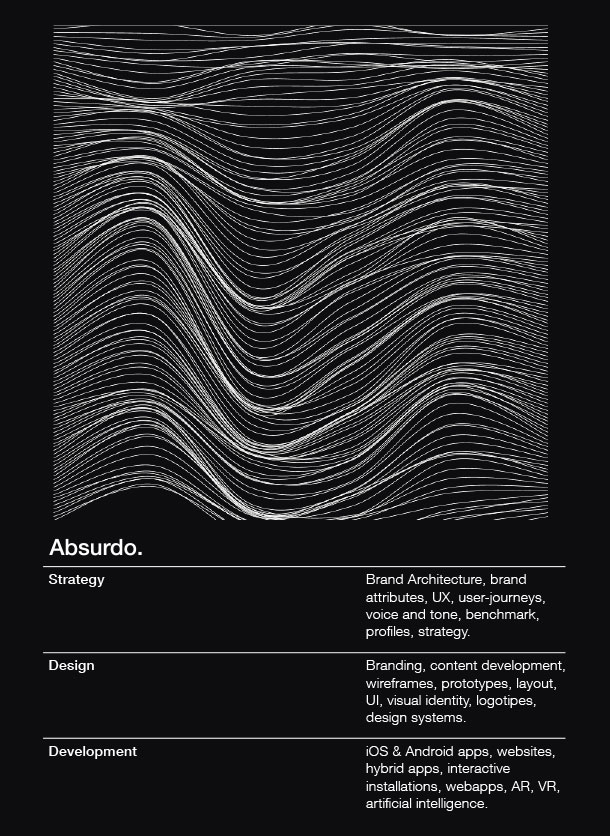 Absurdo.
Strategy
Brand Architecture, brand
attributes, UX, user-journeys,
voice and tone, benchmark,
profiles, strategy.
Design
Branding, content development,
wireframes, prototypes, layout,
UI, visual identity, logotipes,
design systems.
Development
iOS & Android apps, websites,
hybrid apps, interactive
installations, webapps, AR, VR,
artificial intelligence.